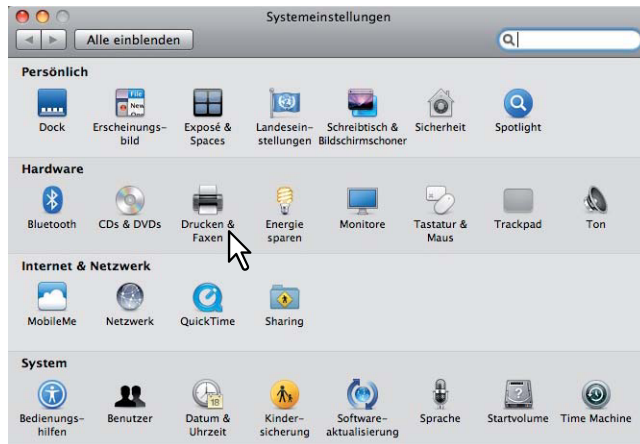 Systemeinstellungen
Alle einblenden
Persönlich
Dock
Erscheinungs-
bild
Exposé &
Spaces
Landesein-
stellungen
Schreibtisch &
Bildschirmschoner
Sicherheit
Spotlight
Hardware
Bluetooth
CDs & DVDs
Drucken &
Faxen
Energie
sparen
Monitore
Tastatur &
Maus
Trackpad
Ton
Internet & Netzwerk
MobileMe
Netzwerk
QuickTime
Sharing
System
Bedienungs-
hilfen
Benutzer
Datum &
Uhrzeit
Kinder-
sicherung
Software-
aktualisierung
Sprache
Startvolume
Time Machine